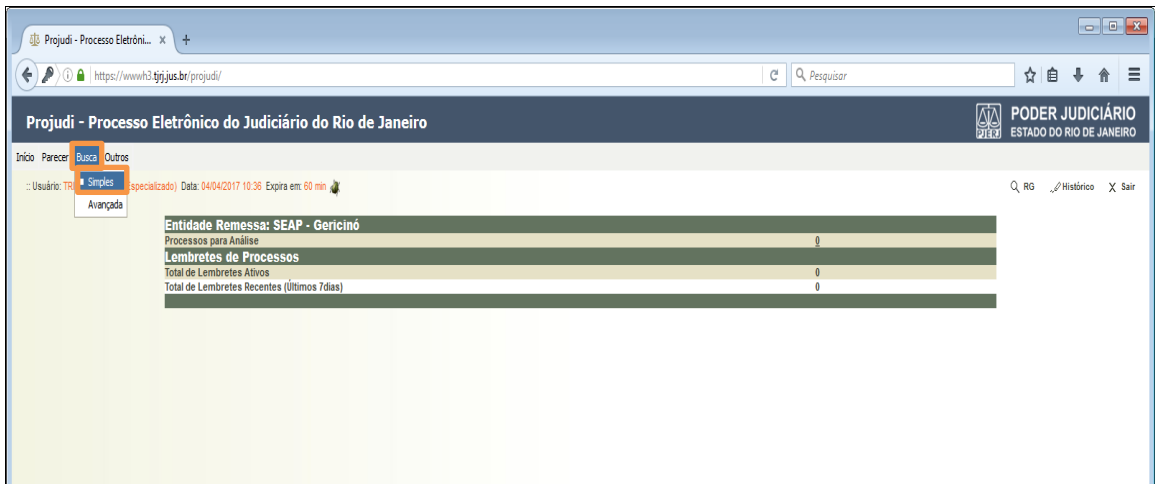 Projudi - Processo Eletrôni... × +
https://wwwh3.tjrj.jus.br/projudi/ Pesquisar
Projudi - Processo Eletrônico do Judiciário do Rio de Janeiro
PJERJ
PODER JUDICIÁRIO
ESTADO DO RIO DE JANEIRO
Início Parecer Busca Outros
:: Usuário: especializado) Data: 04/04/2017 10:36 Expira em: 60 min RG Histórico X Sair
Simples
Avançada
Entidade Remessa: SEAP - Gericinó
Processos para Análise 0
Lembretes de Processos
Total de Lembretes Ativos 0
Total de Lembretes Recentes (Últimos 7dias) 0